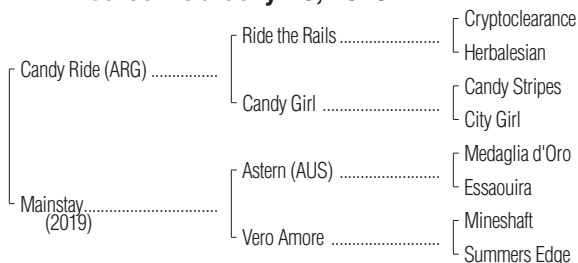 Cryptoclearance
Ride the Rails
Herbalesian
Candy Ride (ARG)
Candy Stripes
Candy Girl
City Girl
Medaglia d'Oro
Astern (AUS)
Essaouira
Mainstay
(2019)
Mineshaft
Vero Amore
Summers Edge